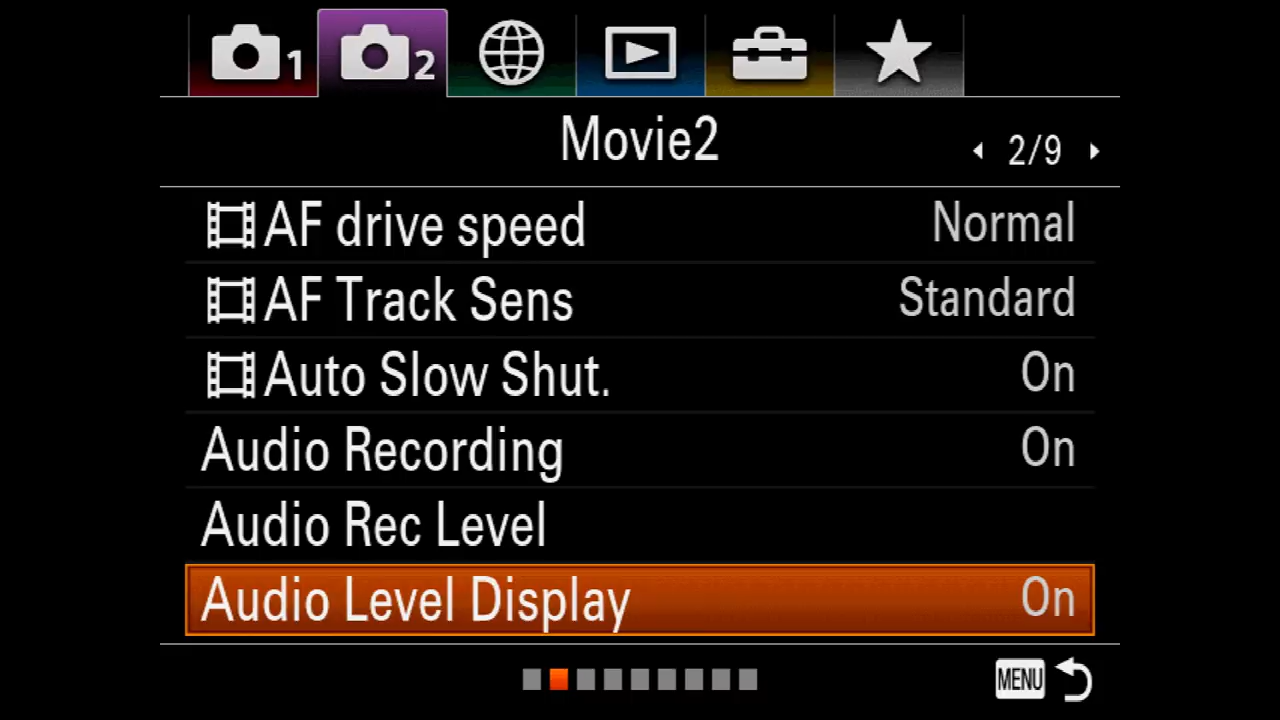 1 2
Movie2 2/9
AF drive speed Normal
AF Track Sens Standard
Auto Slow Shut. On
Audio Recording On
Audio Rec Level
Audio Level Display On
MENU